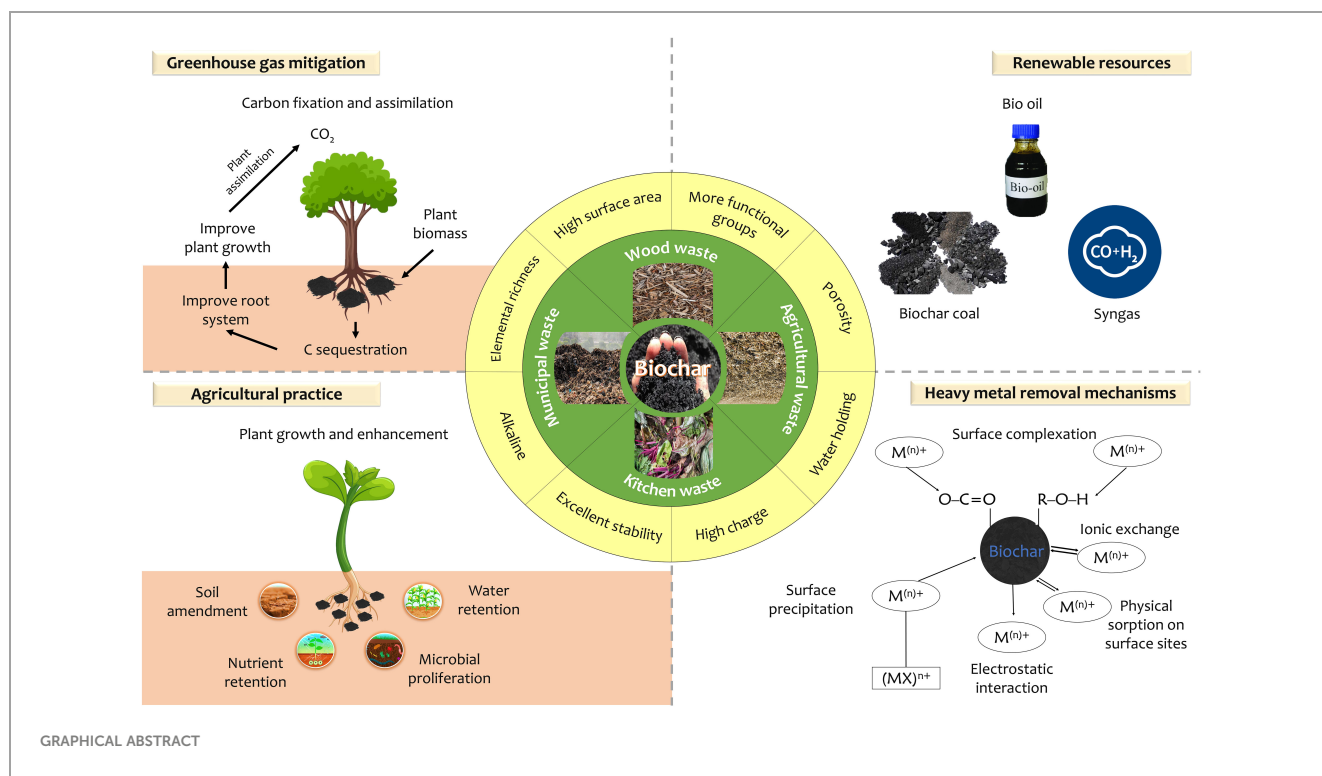 Greenhouse gas mitigation
Carbon fixation and assimilation
CO₂
Plant
assimilation
Improve
plant growth
Plant
biomass
Improve root
system
C sequestration
Renewable resources
Bio oil
Bio-oil
Biochar coal
CO+H₂
Syngas
High surface area
More functional
groups
Porosity
Water holding
High charge
Excellent stability
Alkaline
Elemental richness
Wood waste
Agricultural waste
Kitchen waste
Municipal waste
Biochar
Agricultural practice
Plant growth and enhancement
Soil
amendment
Water
retention
Nutrient
retention
Microbial
proliferation
Heavy metal removal mechanisms
Surface complexation
M⁽ⁿ⁾⁺
M⁽ⁿ⁾⁺
O–C=O
R–O–H
Biochar
Ionic exchange
M⁽ⁿ⁾⁺
Surface
precipitation
M⁽ⁿ⁾⁺
M⁽ⁿ⁾⁺
Physical
sorption on
surface sites
M⁽ⁿ⁾⁺
Electrostatic
interaction
(MX)ⁿ⁺
GRAPHICAL ABSTRACT